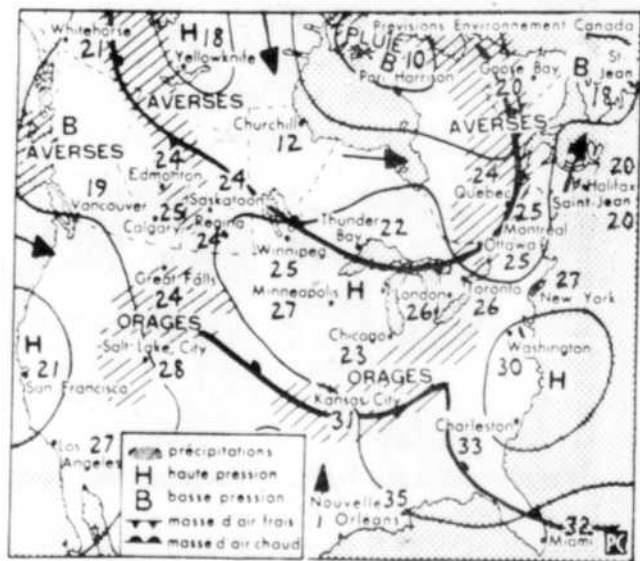 Prévisions Environnement Canada
Whitehorse
21
H 18
Yellowknife
PLUIE
B 10
Port Harrison
Goose Bay
20
B
St-Jean
18
AVERSES
AVERSES
Churchill
12
B
AVERSES
24
Edmonton
24
Saskatoon
24
Québec
20
Halifax
Saint-Jean
20
19
Vancouver
25
Calgary
Regina
24
Winnipeg
25
Thunder Bay
22
25
Montréal
Ottawa
25
Great Falls
24
Minneapolis
27
H
London
26
Toronto
26
27
New York
ORAGES
Chicago
23
Washington
30
H
H
21
San Francisco
Salt Lake City
28
ORAGES
Kansas City
31
Charleston
33
Los Angeles
27
précipitations
H haute pression
B basse pression
masse d'air frais
masse d'air chaud
Nouvelle Orléans
35
32
Miami
PC